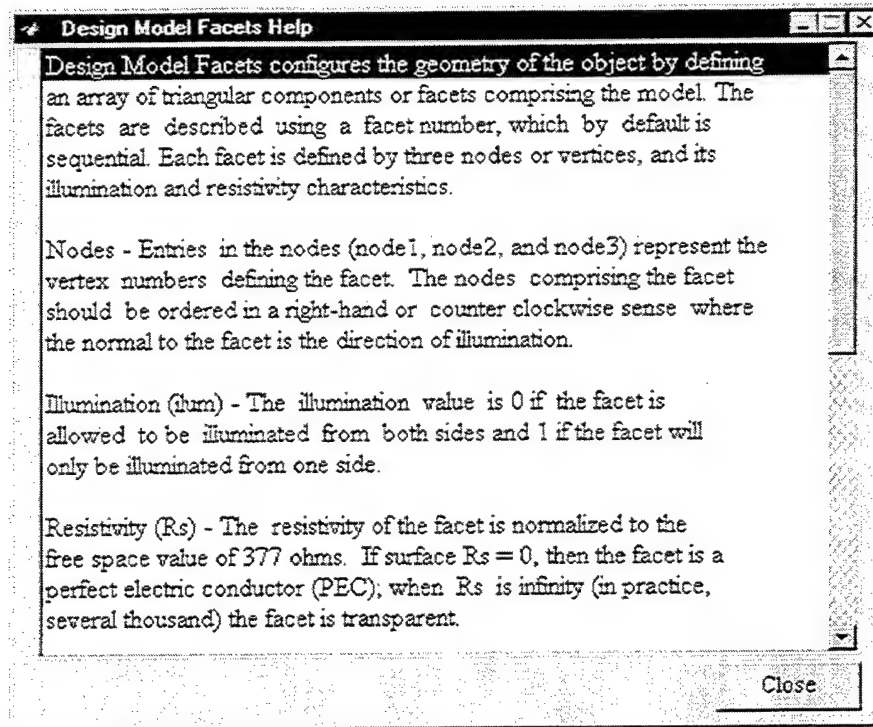 Design Model Facets Help
Design Model Facets configures the geometry of the object by defining
an array of triangular components or facets comprising the model. The
facets are described using a facet number, which by default is
sequential. Each facet is defined by three nodes or vertices, and its
illumination and resistivity characteristics.
Nodes - Entries in the nodes (node1, node2, and node3) represent the
vertex numbers defining the facet. The nodes comprising the facet
should be ordered in a right-hand or counter clockwise sense where
the normal to the facet is the direction of illumination.
Illumination (ilum) - The illumination value is 0 if the facet is
allowed to be illuminated from both sides and 1 if the facet will
only be illuminated from one side.
Resistivity (Rs) - The resistivity of the facet is normalized to the
free space value of 377 ohms. If surface Rs = 0, then the facet is a
perfect electric conductor (PEC); when Rs is infinity (in practice,
several thousand) the facet is transparent.
Close